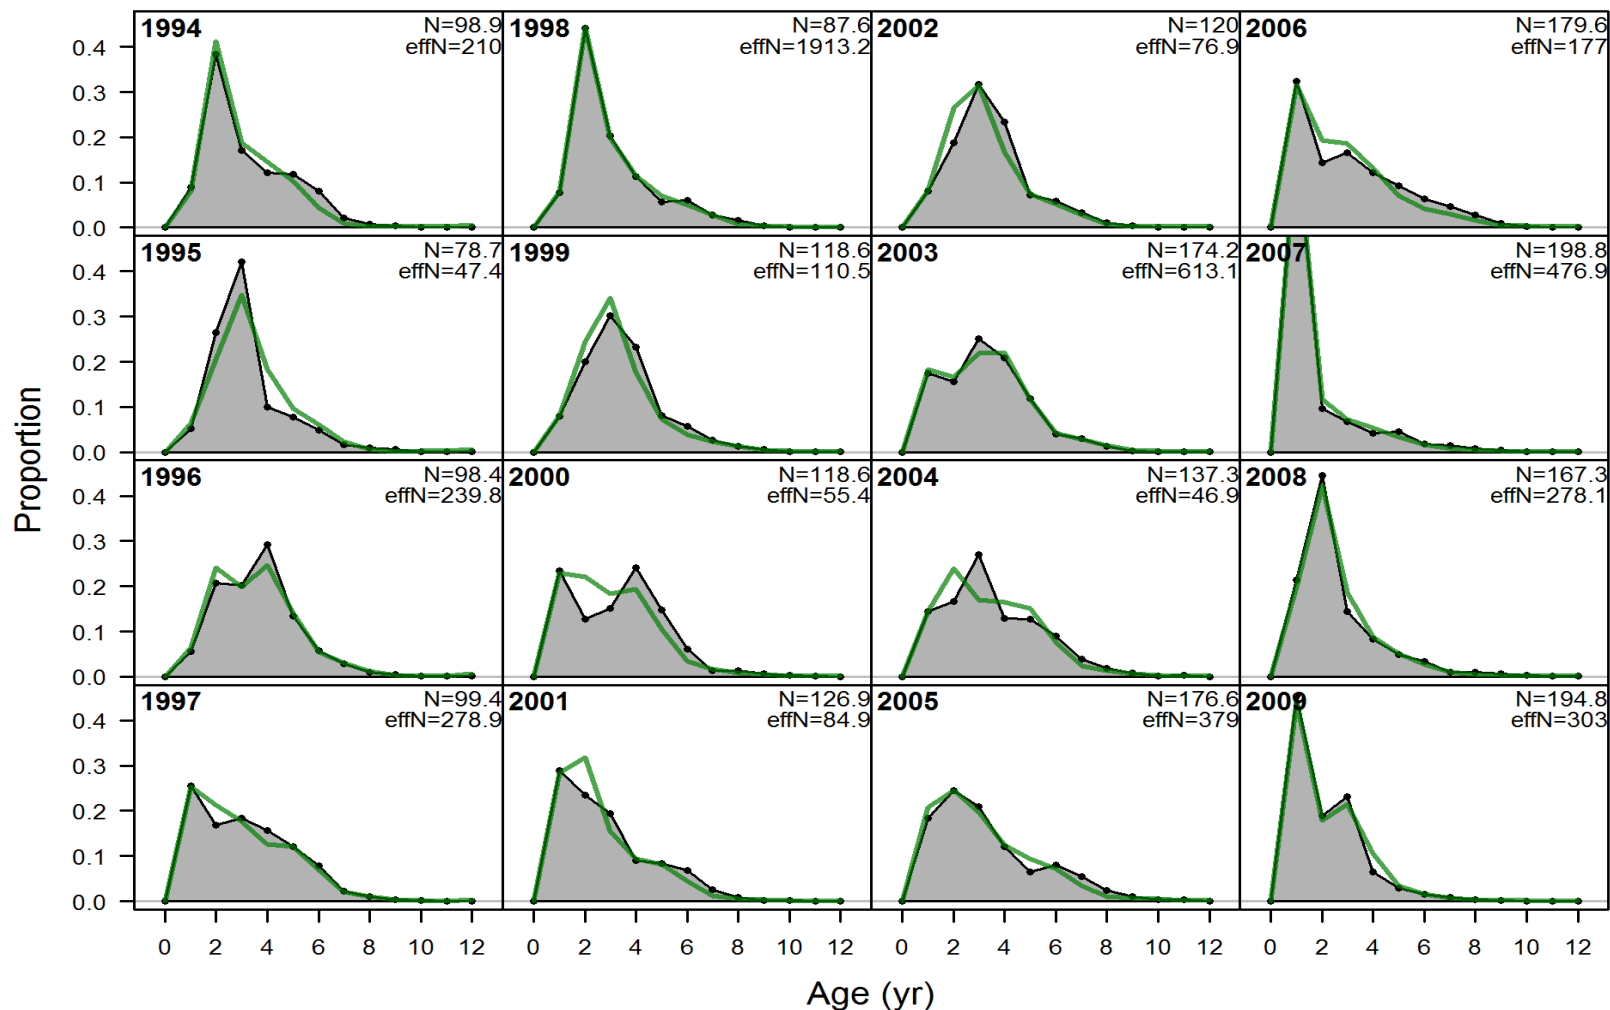 1994 N=98.9 effN=210
1998 N=87.6 effN=1913.2
2002 N=120 effN=76.9
2006 N=179.6 effN=177
0.4
0.3
0.2
0.1
0.0
1995 N=78.7 effN=47.4
1999 N=118.6 effN=110.5
2003 N=174.2 effN=613.1
2007 N=198.8 effN=476.9
0.4
0.3
0.2
0.1
0.0
1996 N=98.4 effN=239.8
2000 N=118.6 effN=55.4
2004 N=137.3 effN=46.9
2008 N=167.3 effN=278.1
0.4
0.3
0.2
0.1
0.0
1997 N=99.4 effN=278.9
2001 N=126.9 effN=84.9
2005 N=176.6 effN=379
2009 N=194.8 effN=303
0.4
0.3
0.2
0.1
0.0
Proportion
0 2 4 6 8 10 12 0 2 4 6 8 10 12 0 2 4 6 8 10 12 0 2 4 6 8 10 12
Age (yr)